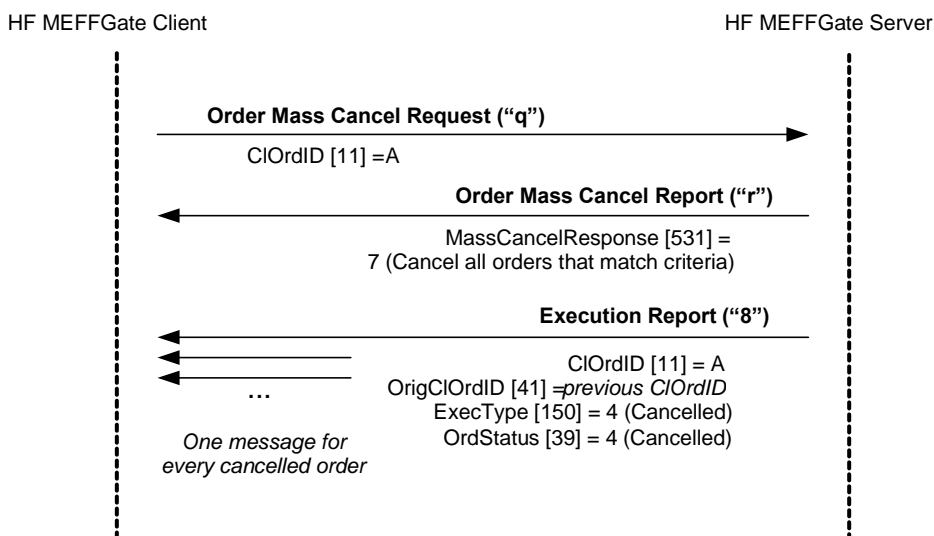 HF MEFFGate Client
HF MEFFGate Server
Order Mass Cancel Request (“q”)
ClOrdID [11] =A
Order Mass Cancel Report (“r”)
MassCancelResponse [531] =
7 (Cancel all orders that match criteria)
Execution Report (“8”)
ClOrdID [11] = A
OrigClOrdID [41] =previous ClOrdID
ExecType [150] = 4 (Cancelled)
OrdStatus [39] = 4 (Cancelled)
...
One message for
every cancelled order